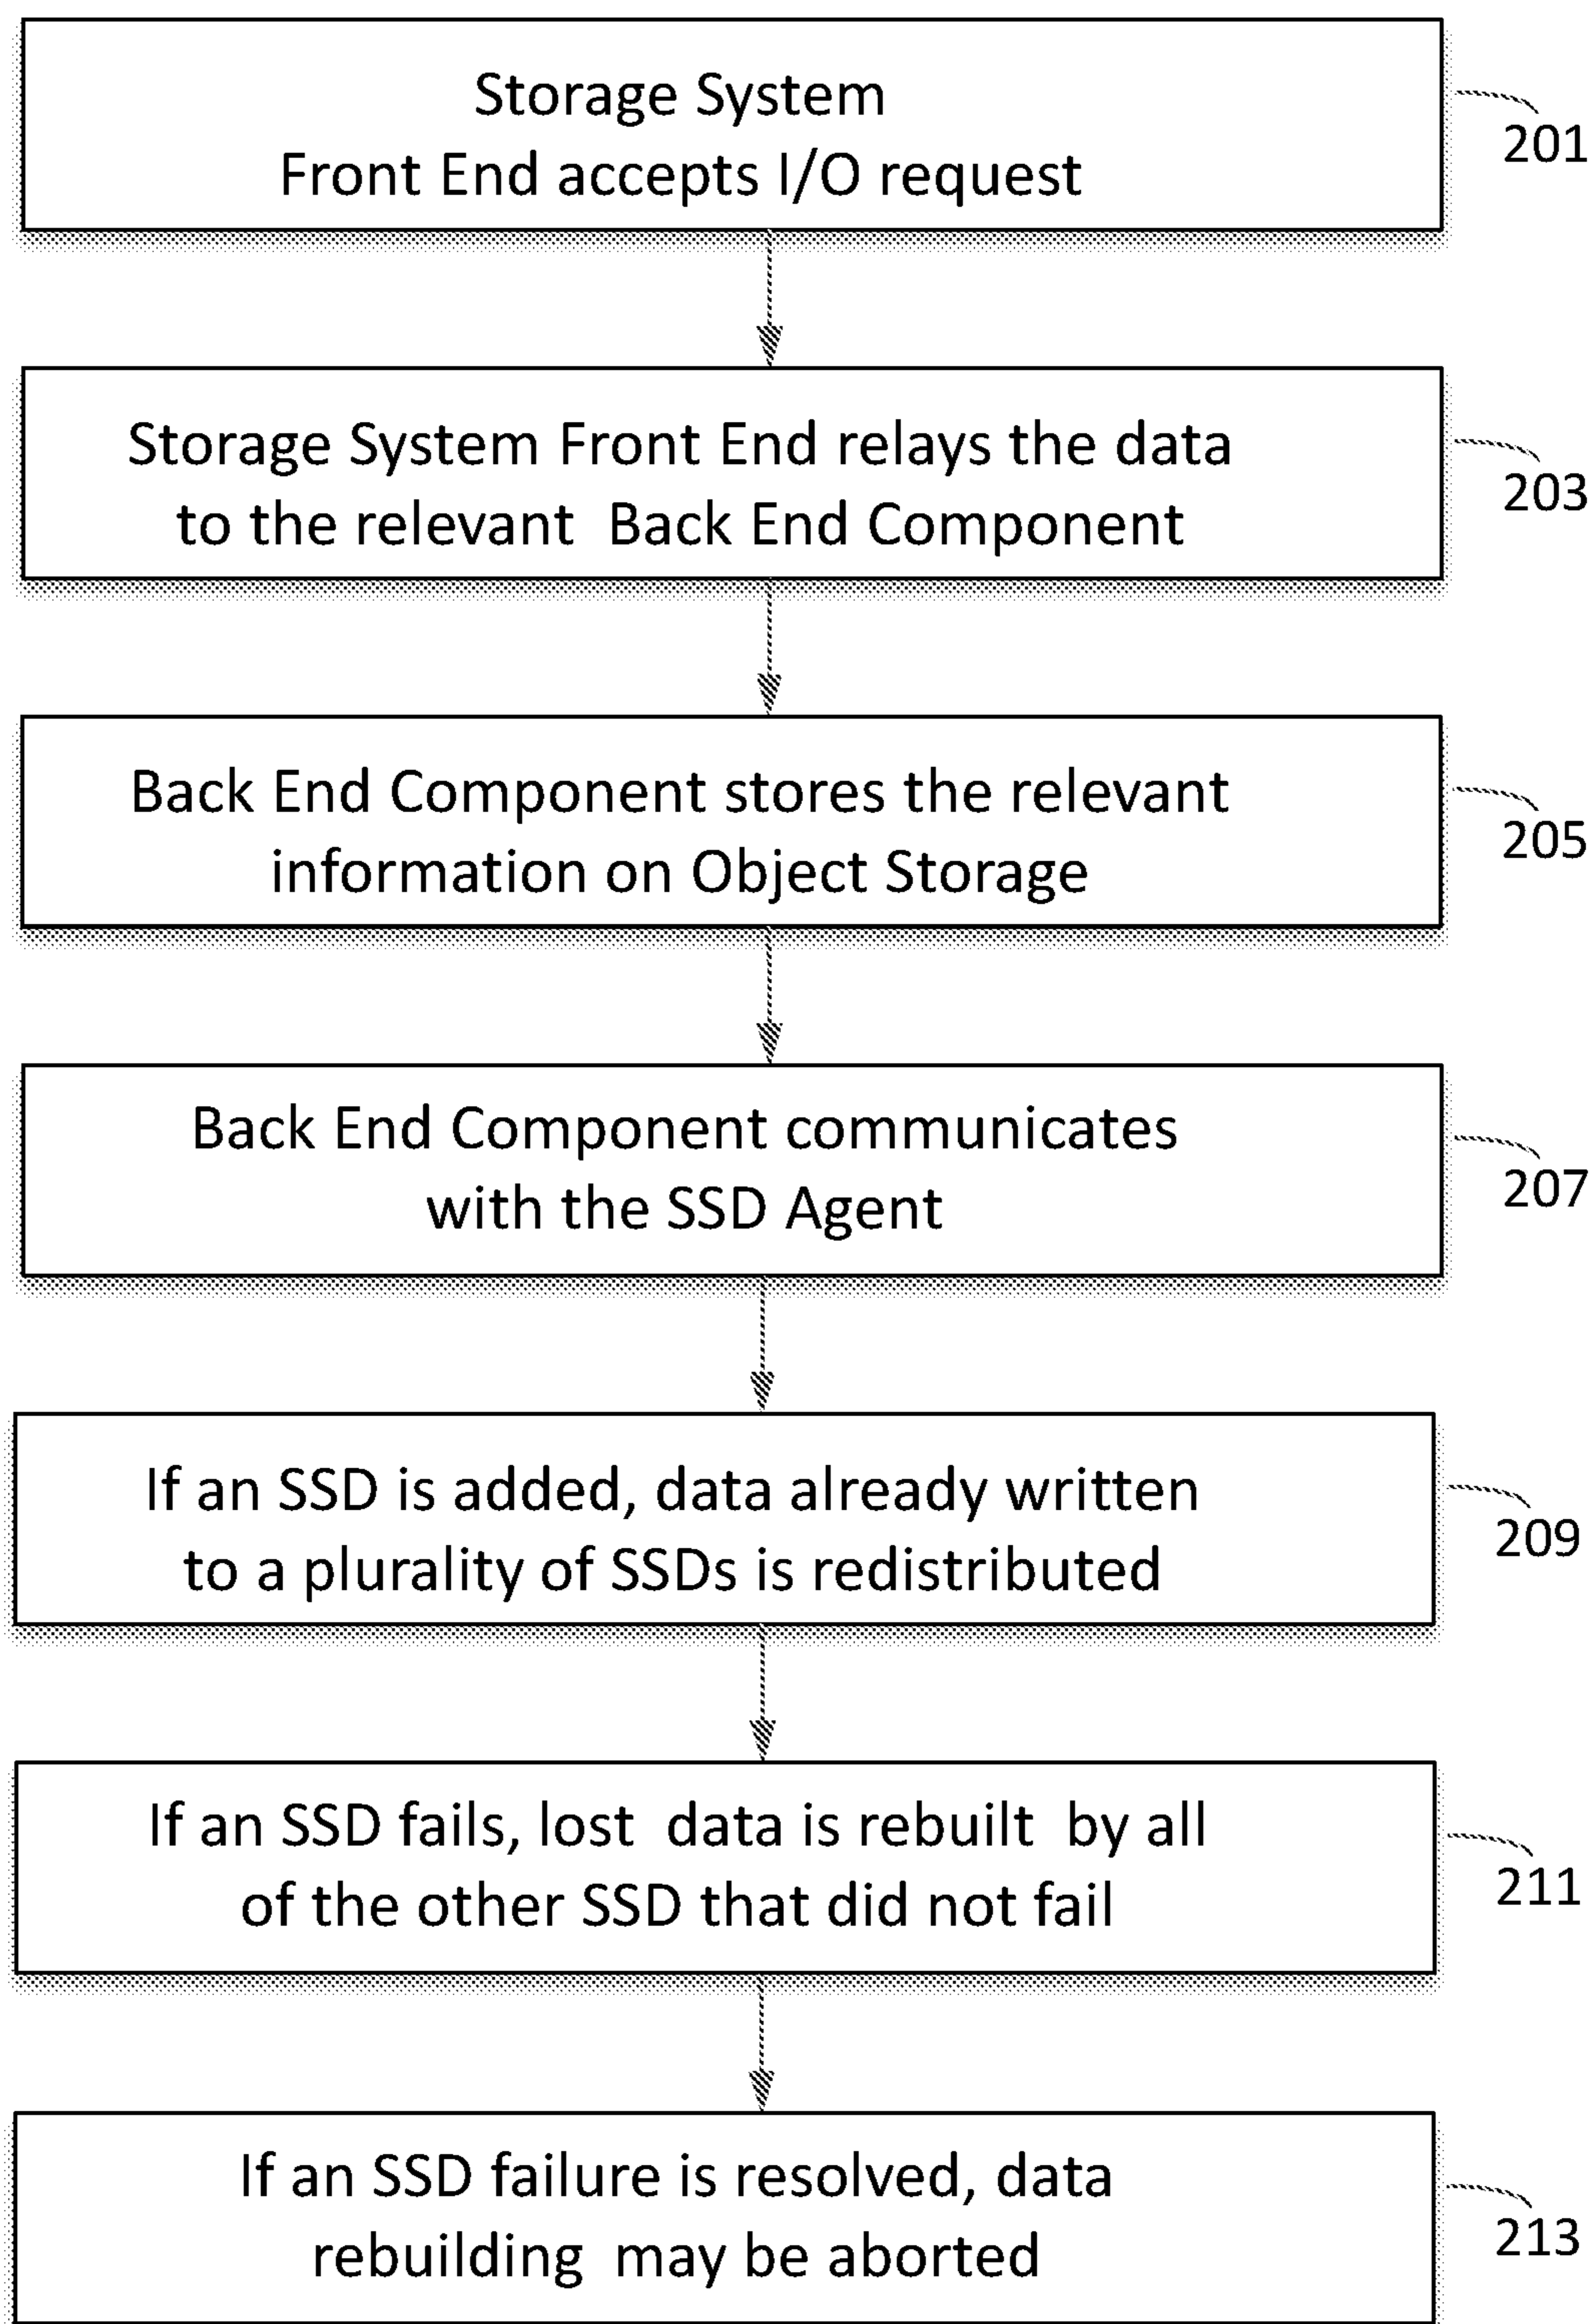 Storage System
Front End accepts I/O request
201
Storage System Front End relays the data
to the relevant Back End Component
203
Back End Component stores the relevant
information on Object Storage
205
Back End Component communicates
with the SSD Agent
207
If an SSD is added, data already written
to a plurality of SSDs is redistributed
209
If an SSD fails, lost data is rebuilt by all
of the other SSD that did not fail
211
If an SSD failure is resolved, data
rebuilding may be aborted
213